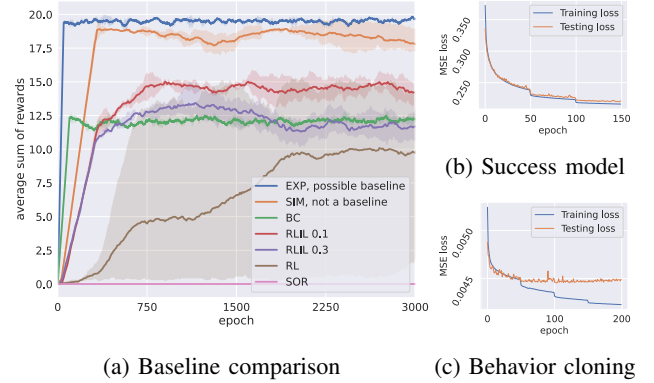 20.0
17.5
15.0
12.5
10.0
7.5
5.0
2.5
0.0
average sum of rewards
EXP, possible baseline
SIM, not a baseline
BC
RLIL 0.1
RLIL 0.3
RL
SOR
0 750 1500 2250 3000
epoch
(a) Baseline comparison
0.350
0.300
0.250
MSE loss
Training loss
Testing loss
0 50 100 150
epoch
(b) Success model
0.0050
0.0045
MSE loss
Training loss
Testing loss
0 100 200
epoch
(c) Behavior cloning